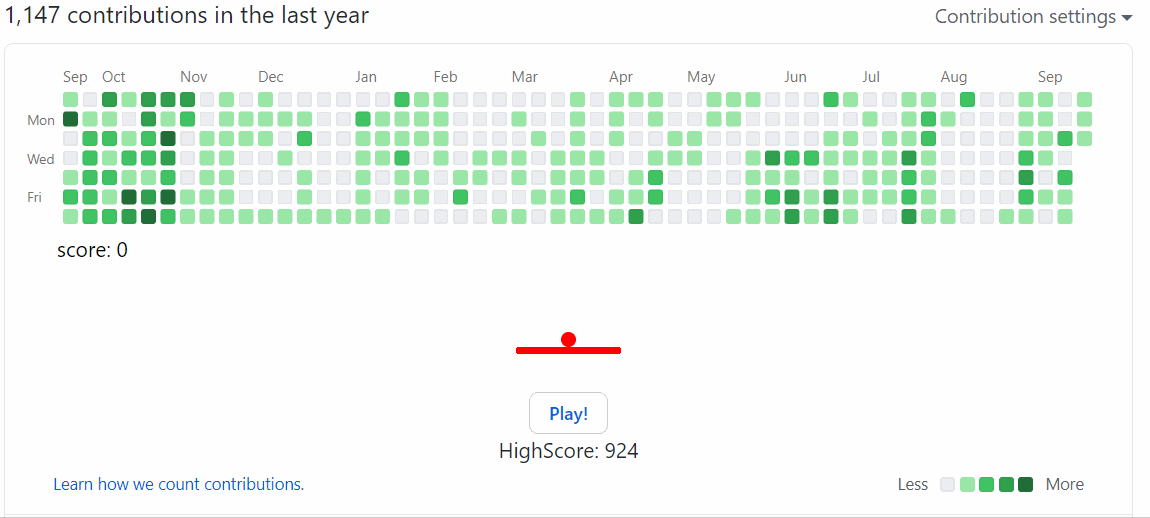 1,147 contributions in the last year Contribution settings
Sep Oct Nov Dec Jan Feb Mar Apr May Jun Jul Aug Sep
Mon
Wed
Fri
score: 0
Play!
HighScore: 924
Learn how we count contributions. Less More